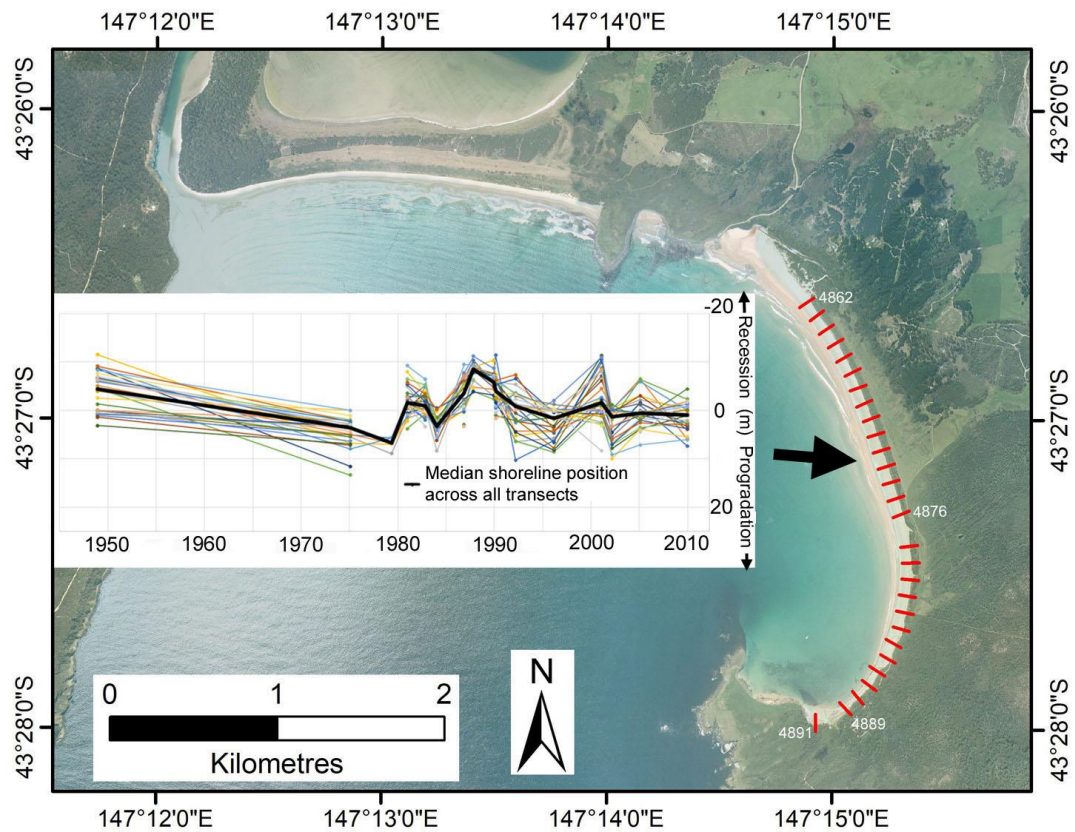 147°12'0"E 147°13'0"E 147°14'0"E 147°15'0"E
43°26'0"S
43°26'0"S
4862
-20
0
20
Recession (m) Progradation
43°27'0"S
43°27'0"S
Median shoreline position
across all transects
1950 1960 1970 1980 1990 2000 2010
4876
N
0 1 2
Kilometres
4889
4891
43°28'0"S
43°28'0"S
147°12'0"E 147°13'0"E 147°14'0"E 147°15'0"E